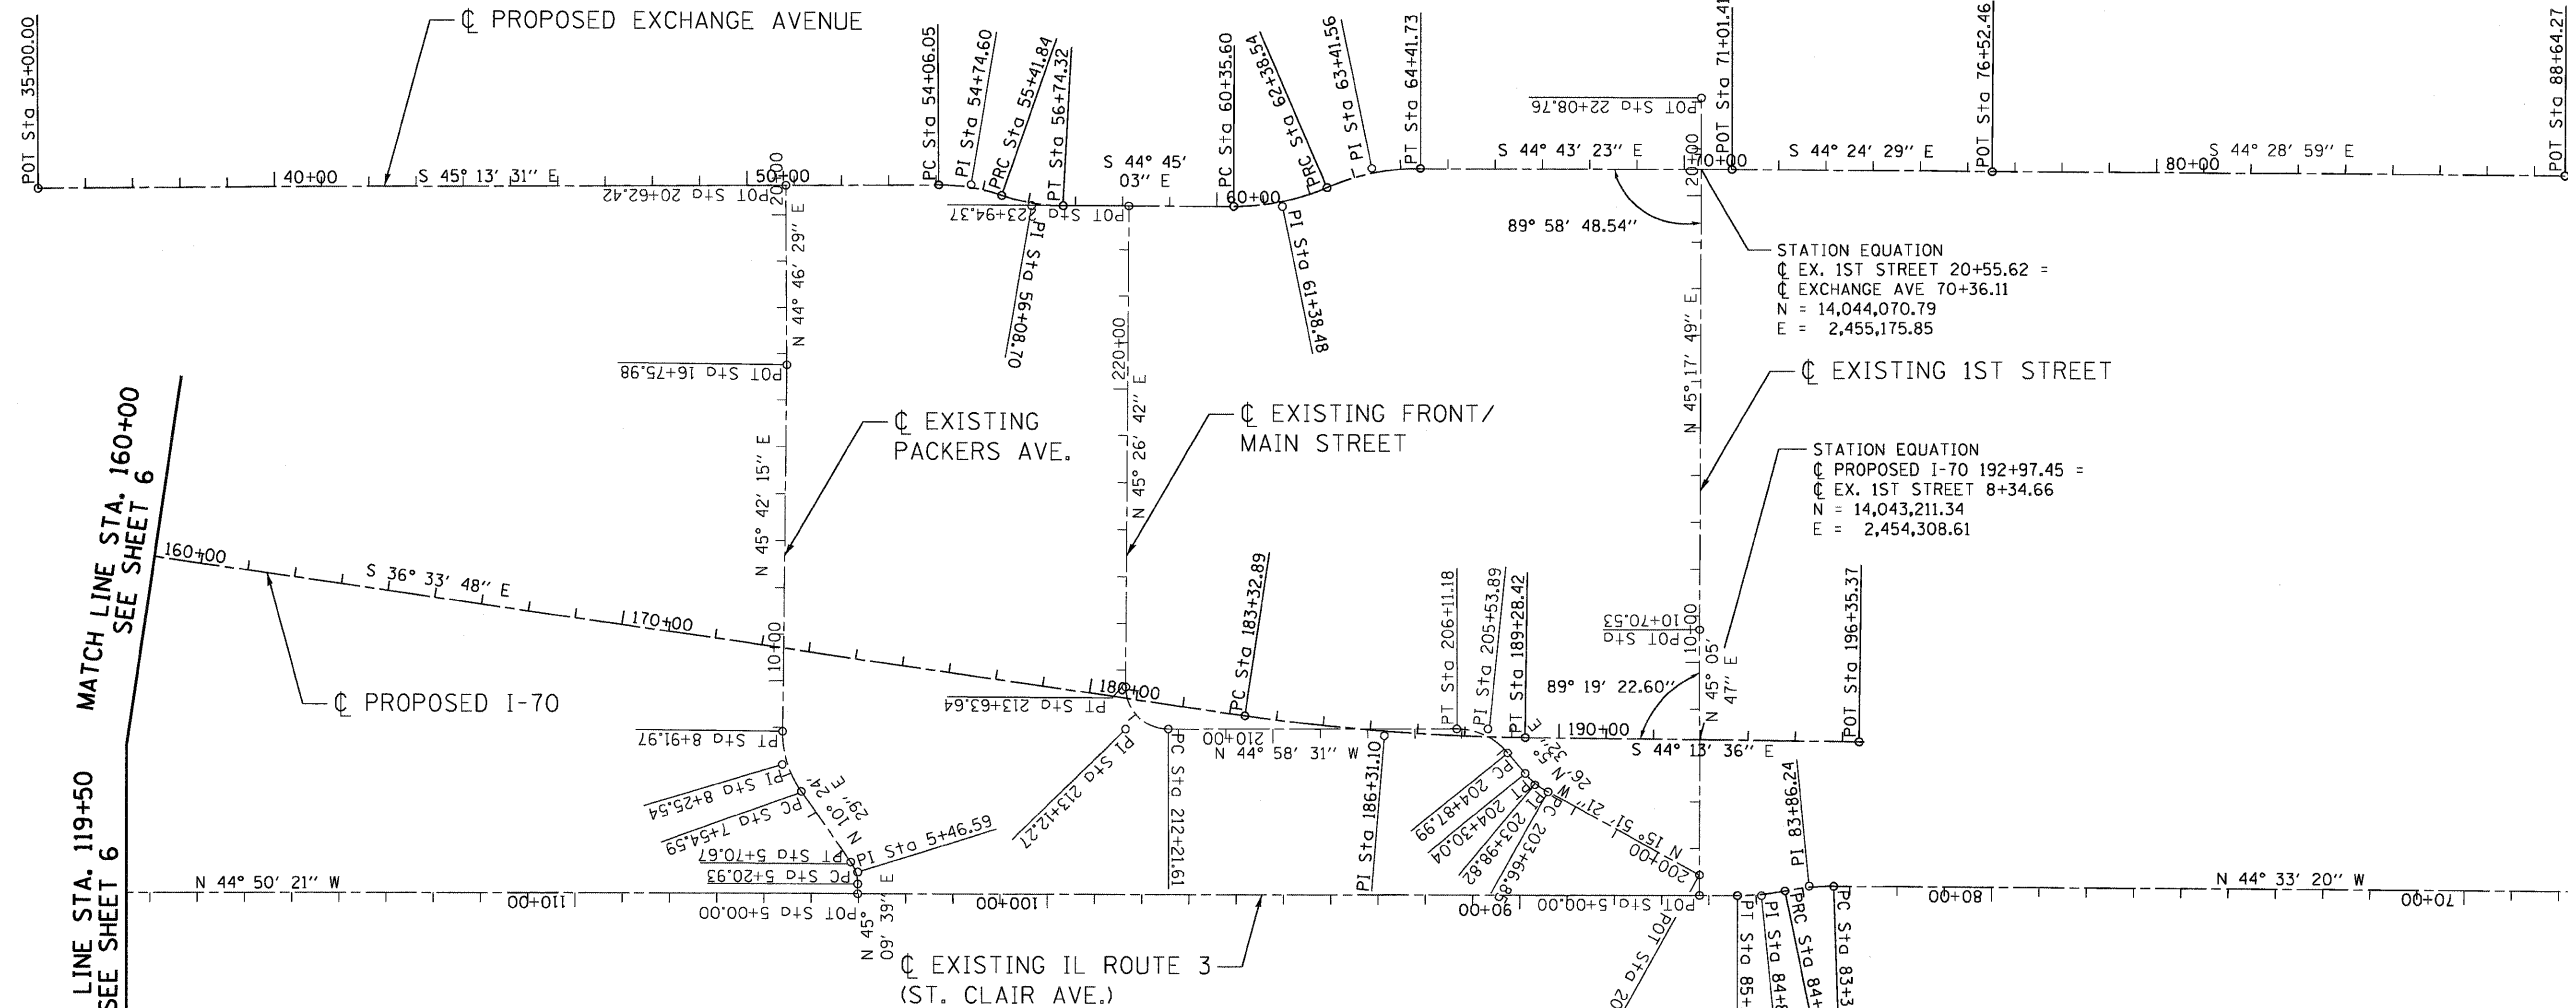 ℄ PROPOSED EXCHANGE AVENUE
POT Sta 35+00.00
PC Sta 54+06.05
PI Sta 54+74.60
PRC Sta 55+41.84
PT Sta 56+74.32
PC Sta 60+35.60
PRC Sta 62+38.54
PI Sta 63+41.56
PT Sta 64+41.73
POT Sta 71+01.41
POT Sta 76+52.46
POT Sta 88+64.27
POT Sta 22+08.76
40+00
S 45° 13' 31" E
50+00
S 44° 45'
03" E
60+00
S 44° 43' 23" E
70+00
S 44° 24' 29" E
80+00
S 44° 28' 59" E
POT Sta 20+62.42
20+00
POT Sta 223+94.37
PI Sta 56+08.70
PI Sta 61+38.48
20+00
89° 58' 48.54"
N 44° 46' 29" E
STATION EQUATION
℄ EX. 1ST STREET 20+55.62 =
℄ EXCHANGE AVE 70+36.11
N = 14,044,070.79
E = 2,455,175.85
POT Sta 16+75.98
220+00
N 45° 17' 49" E
℄ EXISTING 1ST STREET
℄ EXISTING
PACKERS AVE.
℄ EXISTING FRONT/
MAIN STREET
N 45° 42' 15" E
N 45° 26' 42" E
STATION EQUATION
℄ PROPOSED I-70 192+97.45 =
℄ EX. 1ST STREET 8+34.66
N = 14,043,211.34
E = 2,454,308.61
MATCH LINE STA. 160+00
SEE SHEET 6
160+00
S 36° 33' 48" E
170+00
10+00
180+00
℄ PROPOSED I-70
PC Sta 183+32.89
PT Sta 206+11.18
PI Sta 205+53.89
PT Sta 189+28.42
POT Sta 10+70.53
10+00
N 45° 05'
47" E
POT Sta 196+35.37
89° 19' 22.60"
190+00
S 44° 13' 36" E
PT Sta 213+63.64
PT Sta 8+91.97
PI Sta 8+25.54
PC Sta 7+54.59
PT Sta 5+70.67
PC Sta 5+20.93
PI Sta 5+46.59
N 10° 24'
29" E
PI Sta 213+12.27
PC Sta 212+21.61
210+00
N 44° 58' 31" W
PI Sta 186+31.10
PC 204+87.99
PT 204+30.04
PI 203+98.82
PC 203+66.85
N 15° 51' 21" W
200+00
PI 83+86.24
LINE STA. 119+50
SEE SHEET 6
N 44° 50' 21" W
110+00
POT Sta 5+00.00
N 45°
09' 39" E
100+00
℄ EXISTING IL ROUTE 3
(ST. CLAIR AVE.)
90+00
POT Sta 5+00.00
POT Sta 20
PT Sta 85+
PI Sta 84+
PRC Sta 84+
PC Sta 83+3
80+00
N 44° 33' 20" W
70+00